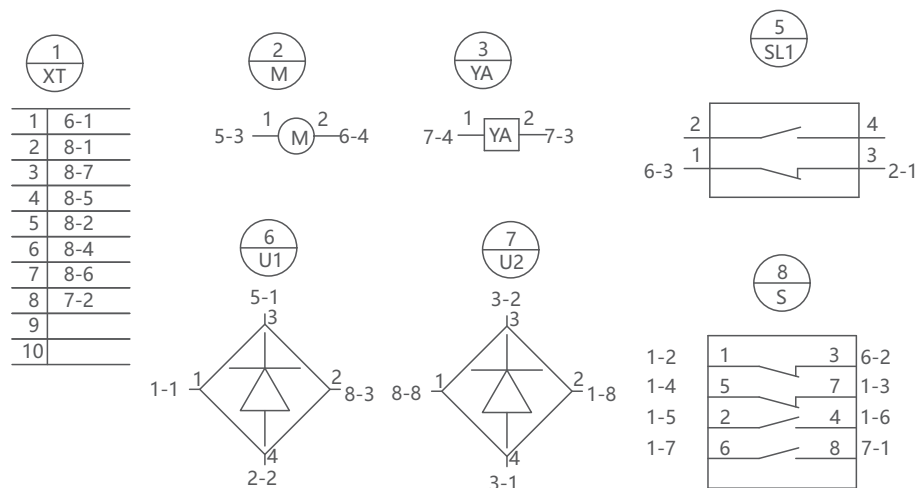 1
XT
1 6-1
2 8-1
3 8-7
4 8-5
5 8-2
6 8-4
7 8-6
8 7-2
9
10
2
M
5-3 1 M 2 6-4
3
YA
7-4 1 YA 2 7-3
5
SL1
2 4
6-3 1 3 2-1
6
U1
5-1
3
1-1 1 2 8-3
4
2-2
7
U2
3-2
3
8-8 1 2 1-8
4
3-1
8
S
1-2 1 3 6-2
1-4 5 7 1-3
1-5 2 4 1-6
1-7 6 8 7-1